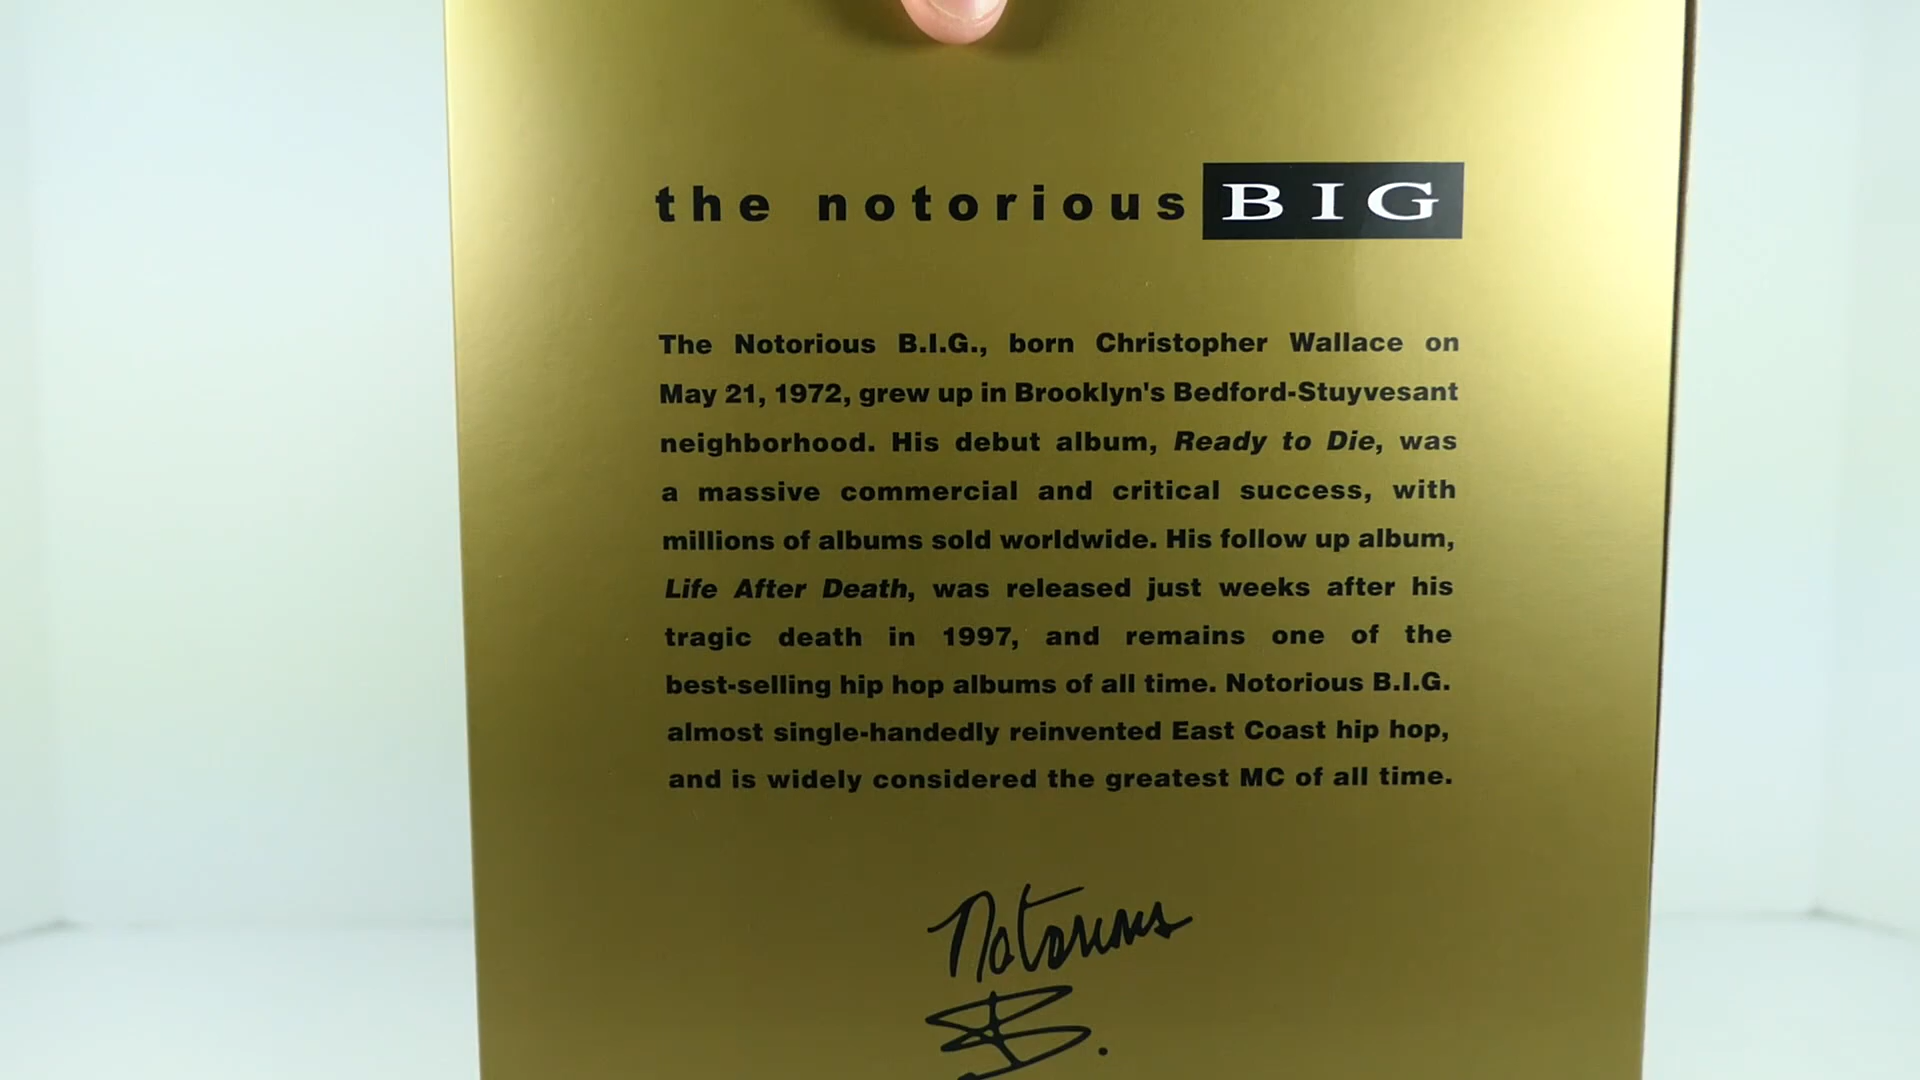 the notorious BIG
The Notorious B.I.G., born Christopher Wallace on
May 21, 1972, grew up in Brooklyn's Bedford-Stuyvesant
neighborhood. His debut album, Ready to Die, was
a massive commercial and critical success, with
millions of albums sold worldwide. His follow up album,
Life After Death, was released just weeks after his
tragic death in 1997, and remains one of the
best-selling hip hop albums of all time. Notorious B.I.G.
almost single-handedly reinvented East Coast hip hop,
and is widely considered the greatest MC of all time.
Notorious
B.